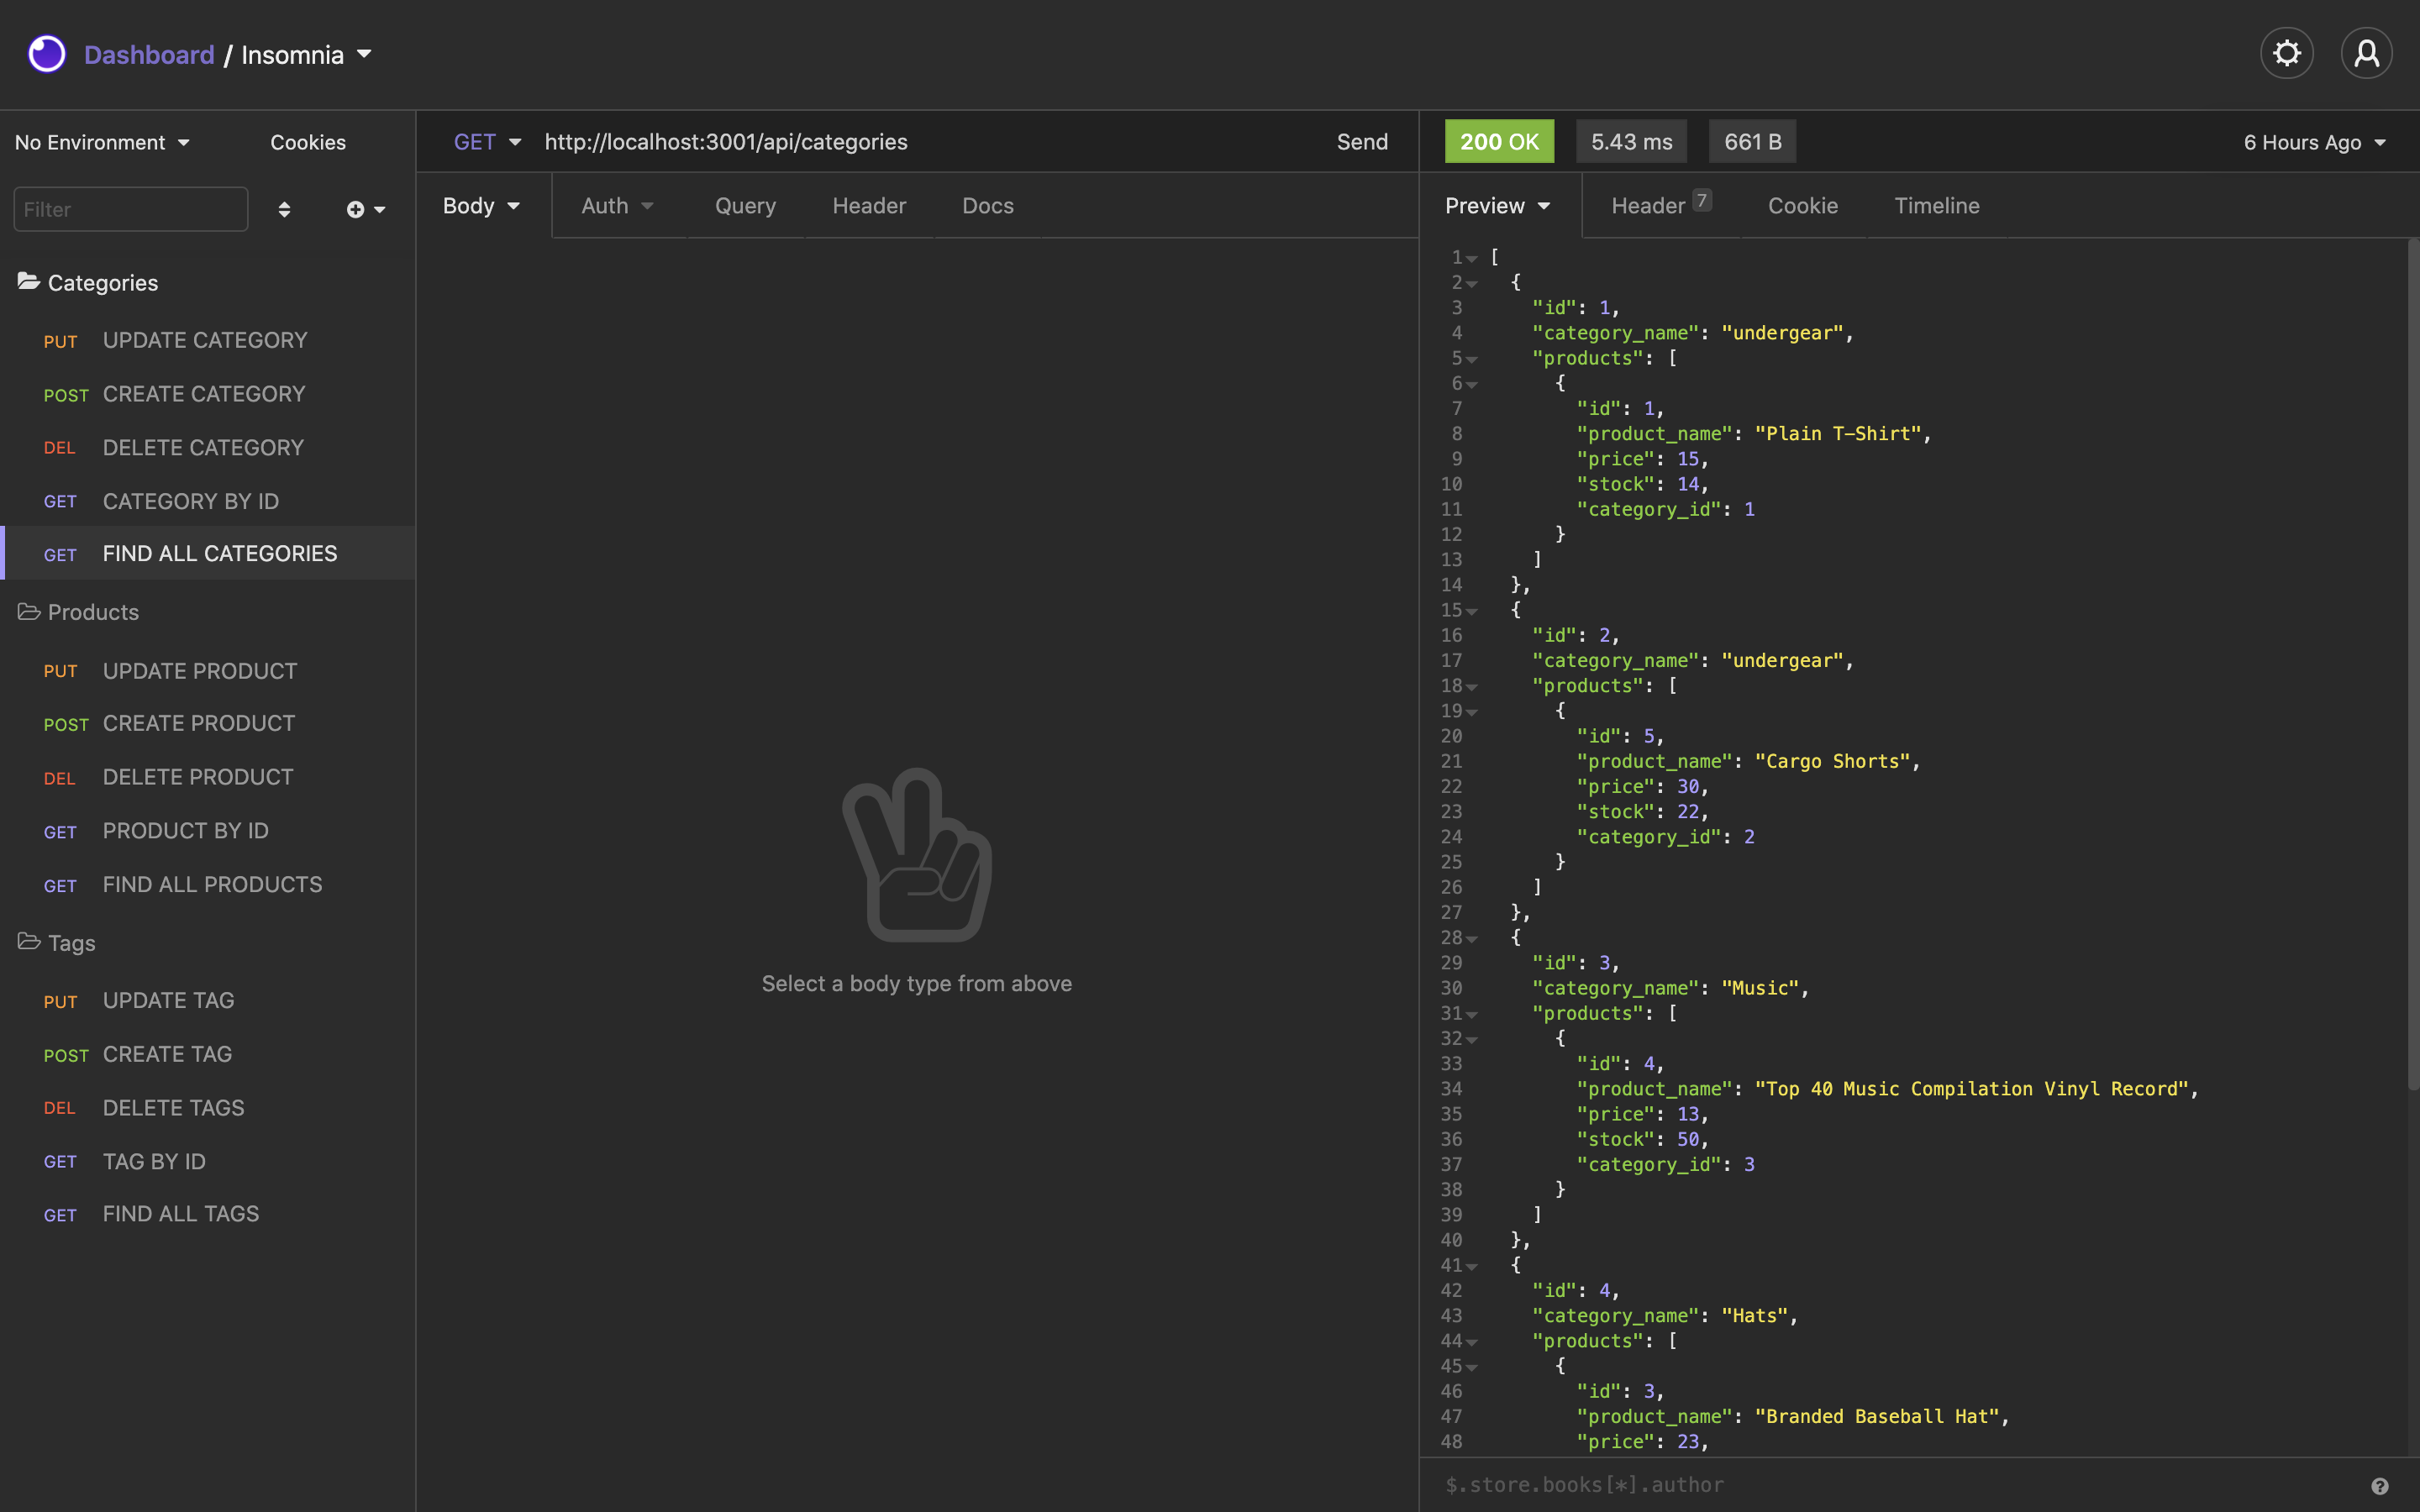 Dashboard / Insomnia
No Environment
Cookies
Filter
Categories
PUT UPDATE CATEGORY
POST CREATE CATEGORY
DEL DELETE CATEGORY
GET CATEGORY BY ID
GET FIND ALL CATEGORIES
Products
PUT UPDATE PRODUCT
POST CREATE PRODUCT
DEL DELETE PRODUCT
GET PRODUCT BY ID
GET FIND ALL PRODUCTS
Tags
PUT UPDATE TAG
POST CREATE TAG
DEL DELETE TAGS
GET TAG BY ID
GET FIND ALL TAGS
GET http://localhost:3001/api/categories Send
Body Auth Query Header Docs
Select a body type from above
200 OK 5.43 ms 661 B 6 Hours Ago
Preview Header 7 Cookie Timeline
1 [
2 {
3 "id": 1,
4 "category_name": "undergear",
5 "products": [
6 {
7 "id": 1,
8 "product_name": "Plain T-Shirt",
9 "price": 15,
10 "stock": 14,
11 "category_id": 1
12 }
13 ]
14 },
15 {
16 "id": 2,
17 "category_name": "undergear",
18 "products": [
19 {
20 "id": 5,
21 "product_name": "Cargo Shorts",
22 "price": 30,
23 "stock": 22,
24 "category_id": 2
25 }
26 ]
27 },
28 {
29 "id": 3,
30 "category_name": "Music",
31 "products": [
32 {
33 "id": 4,
34 "product_name": "Top 40 Music Compilation Vinyl Record",
35 "price": 13,
36 "stock": 50,
37 "category_id": 3
38 }
39 ]
40 },
41 {
42 "id": 4,
43 "category_name": "Hats",
44 "products": [
45 {
46 "id": 3,
47 "product_name": "Branded Baseball Hat",
48 "price": 23,
$.store.books[*].author